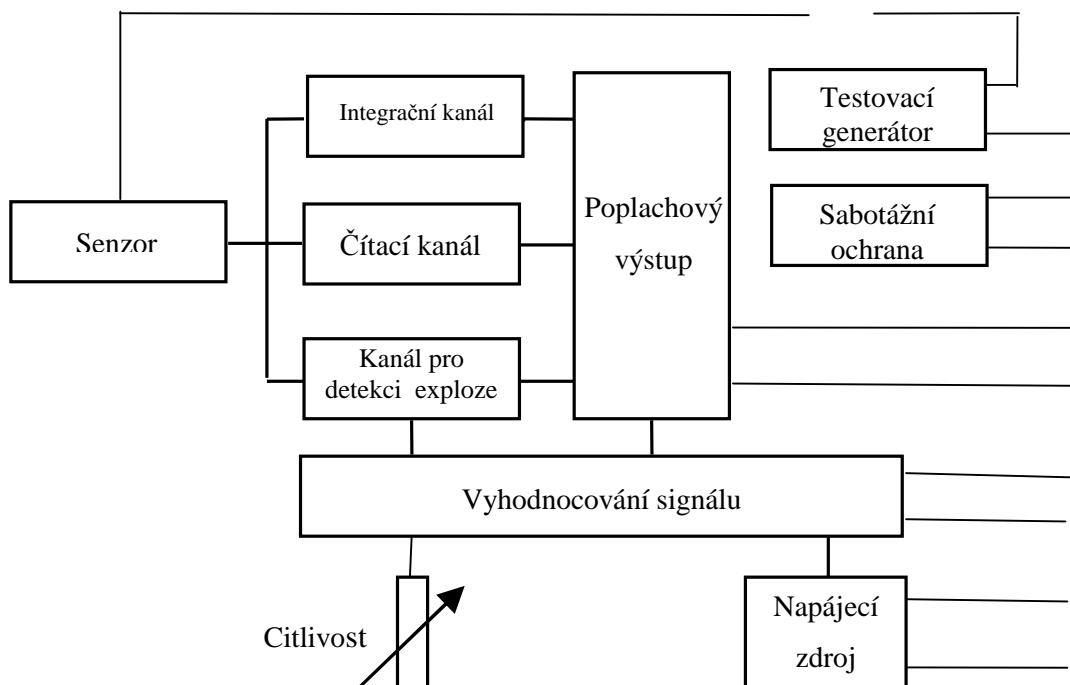 Integrační kanál
Testovací
generátor
Poplachový
výstup
Senzor
Čítací kanál
Sabotážní
ochrana
Kanál pro
detekci exploze
Vyhodnocování signálu
Citlivost
Napájecí
zdroj